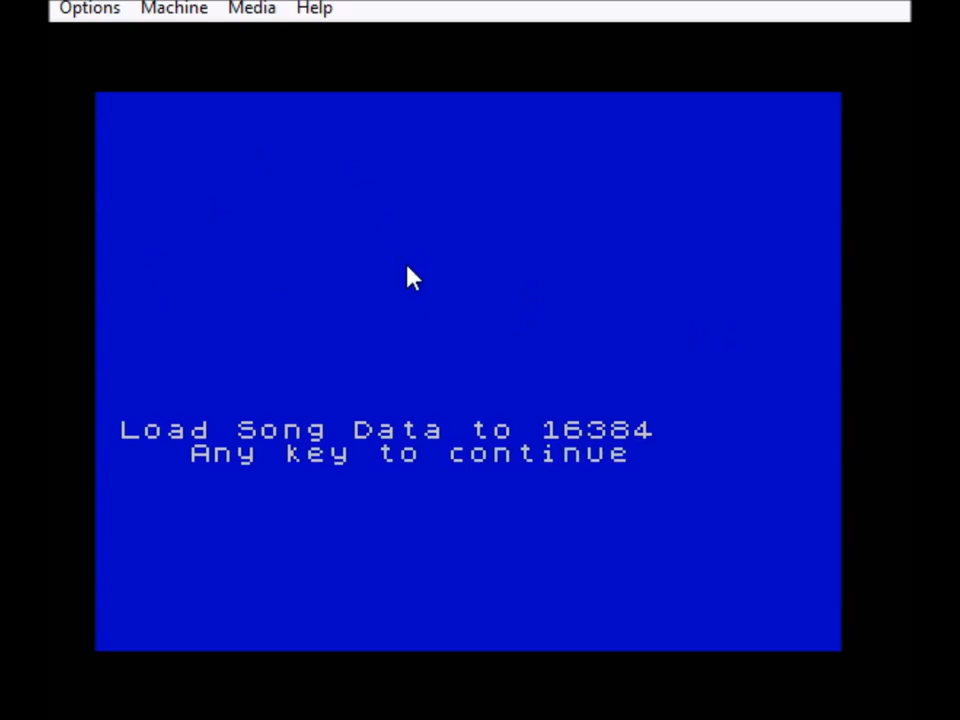 Options Machine Media Help
Load Song Data to 16384
Any key to continue